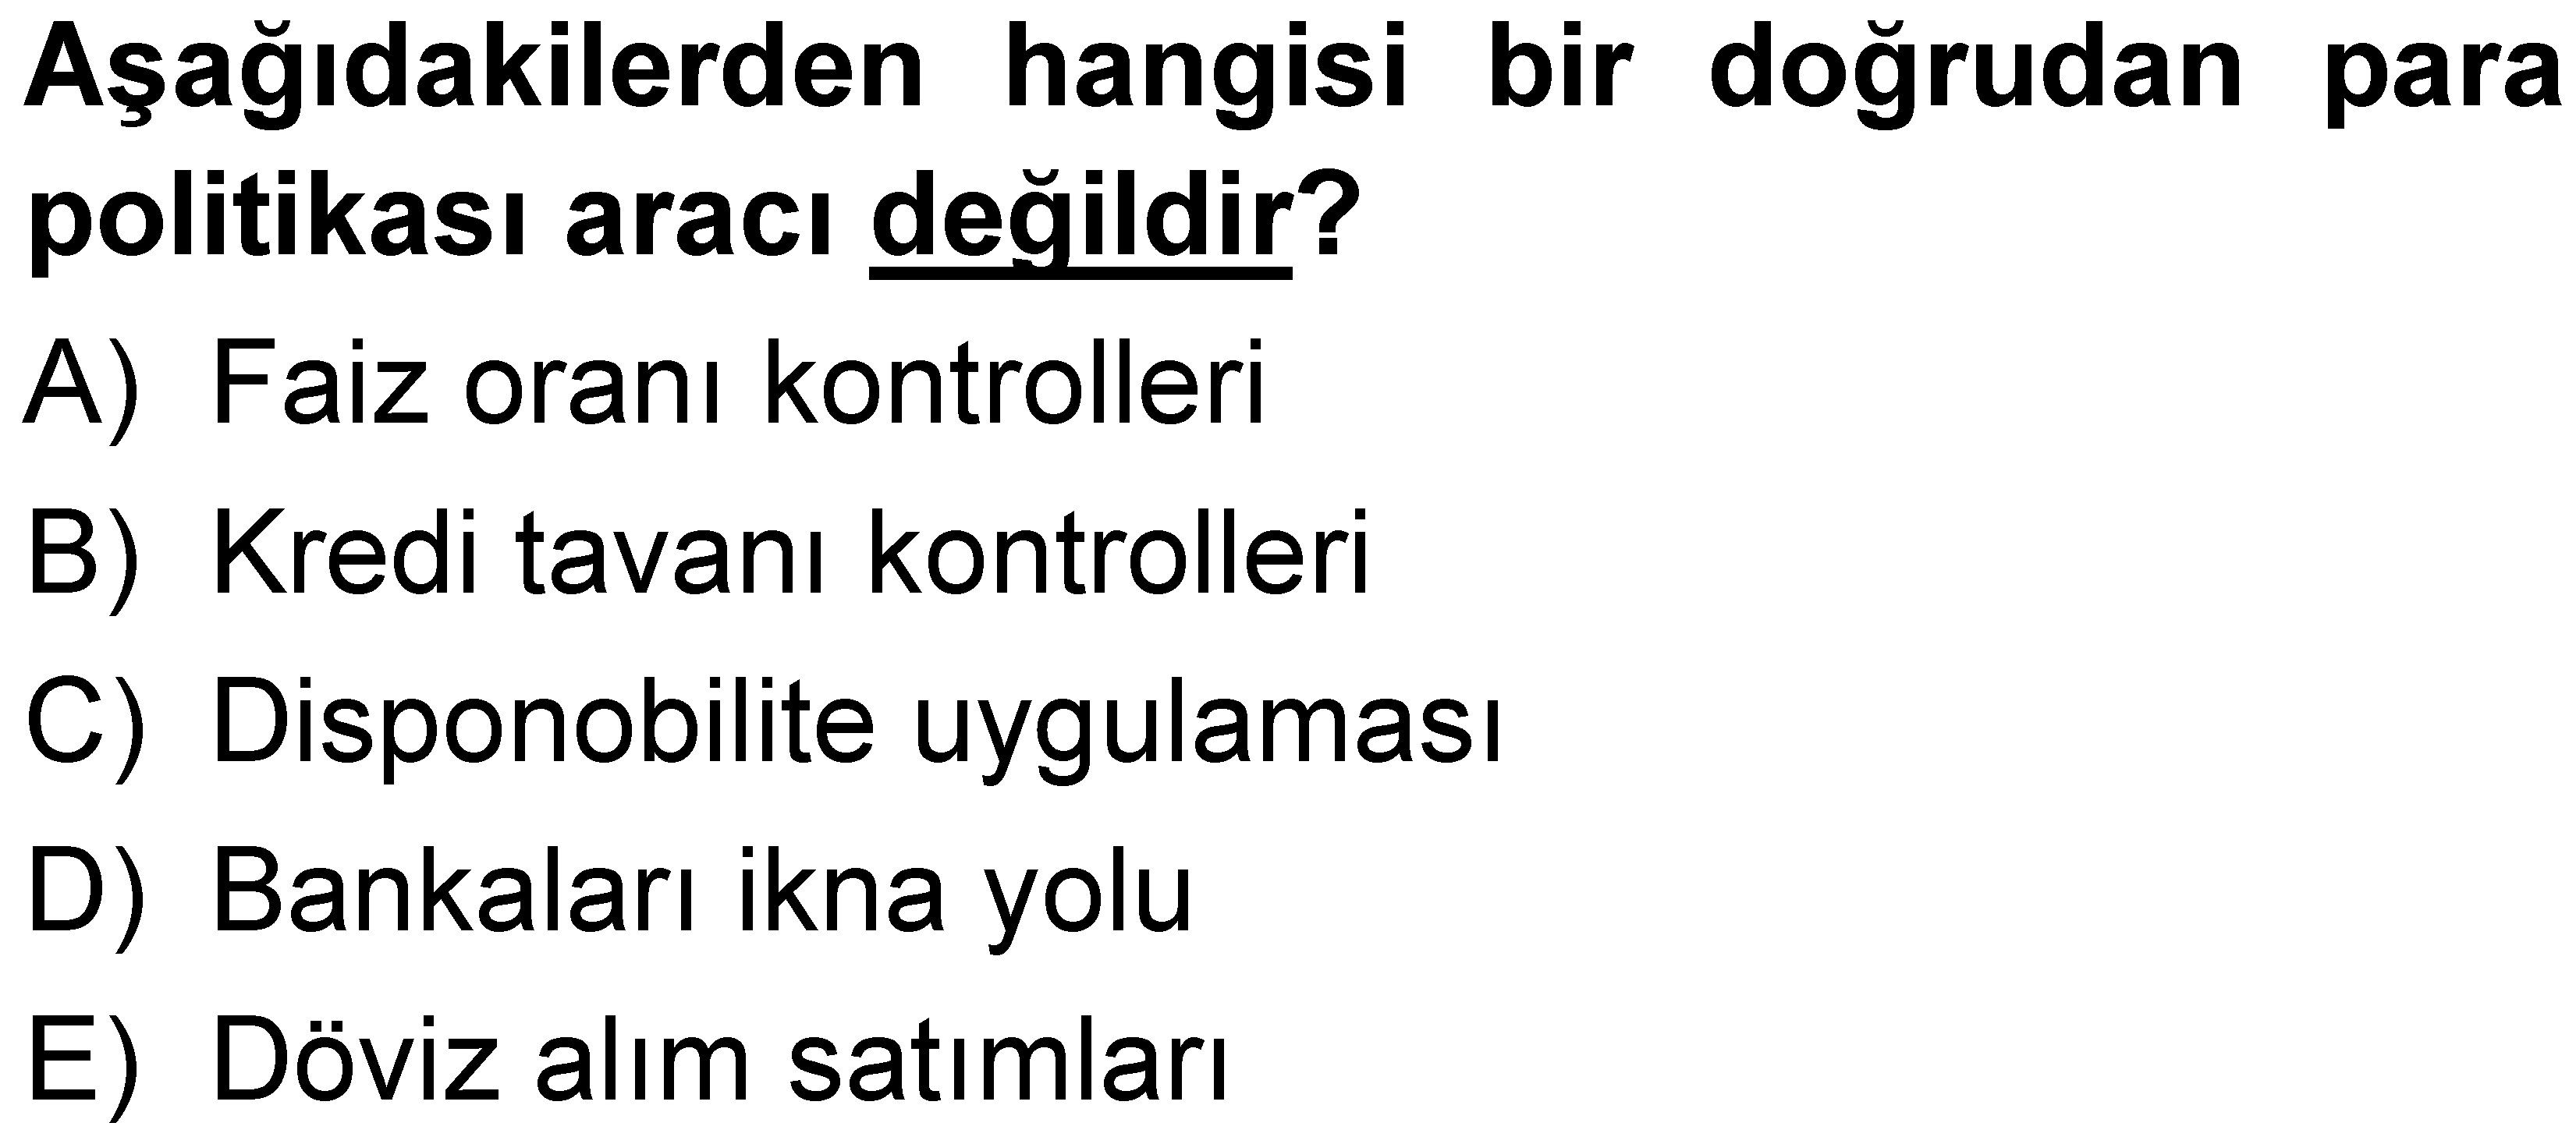 Aşağıdakilerden hangisi bir doğrudan para
politikası aracı değildir?
A) Faiz oranı kontrolleri
B) Kredi tavanı kontrolleri
C) Disponobilite uygulaması
D) Bankaları ikna yolu
E) Döviz alım satımları